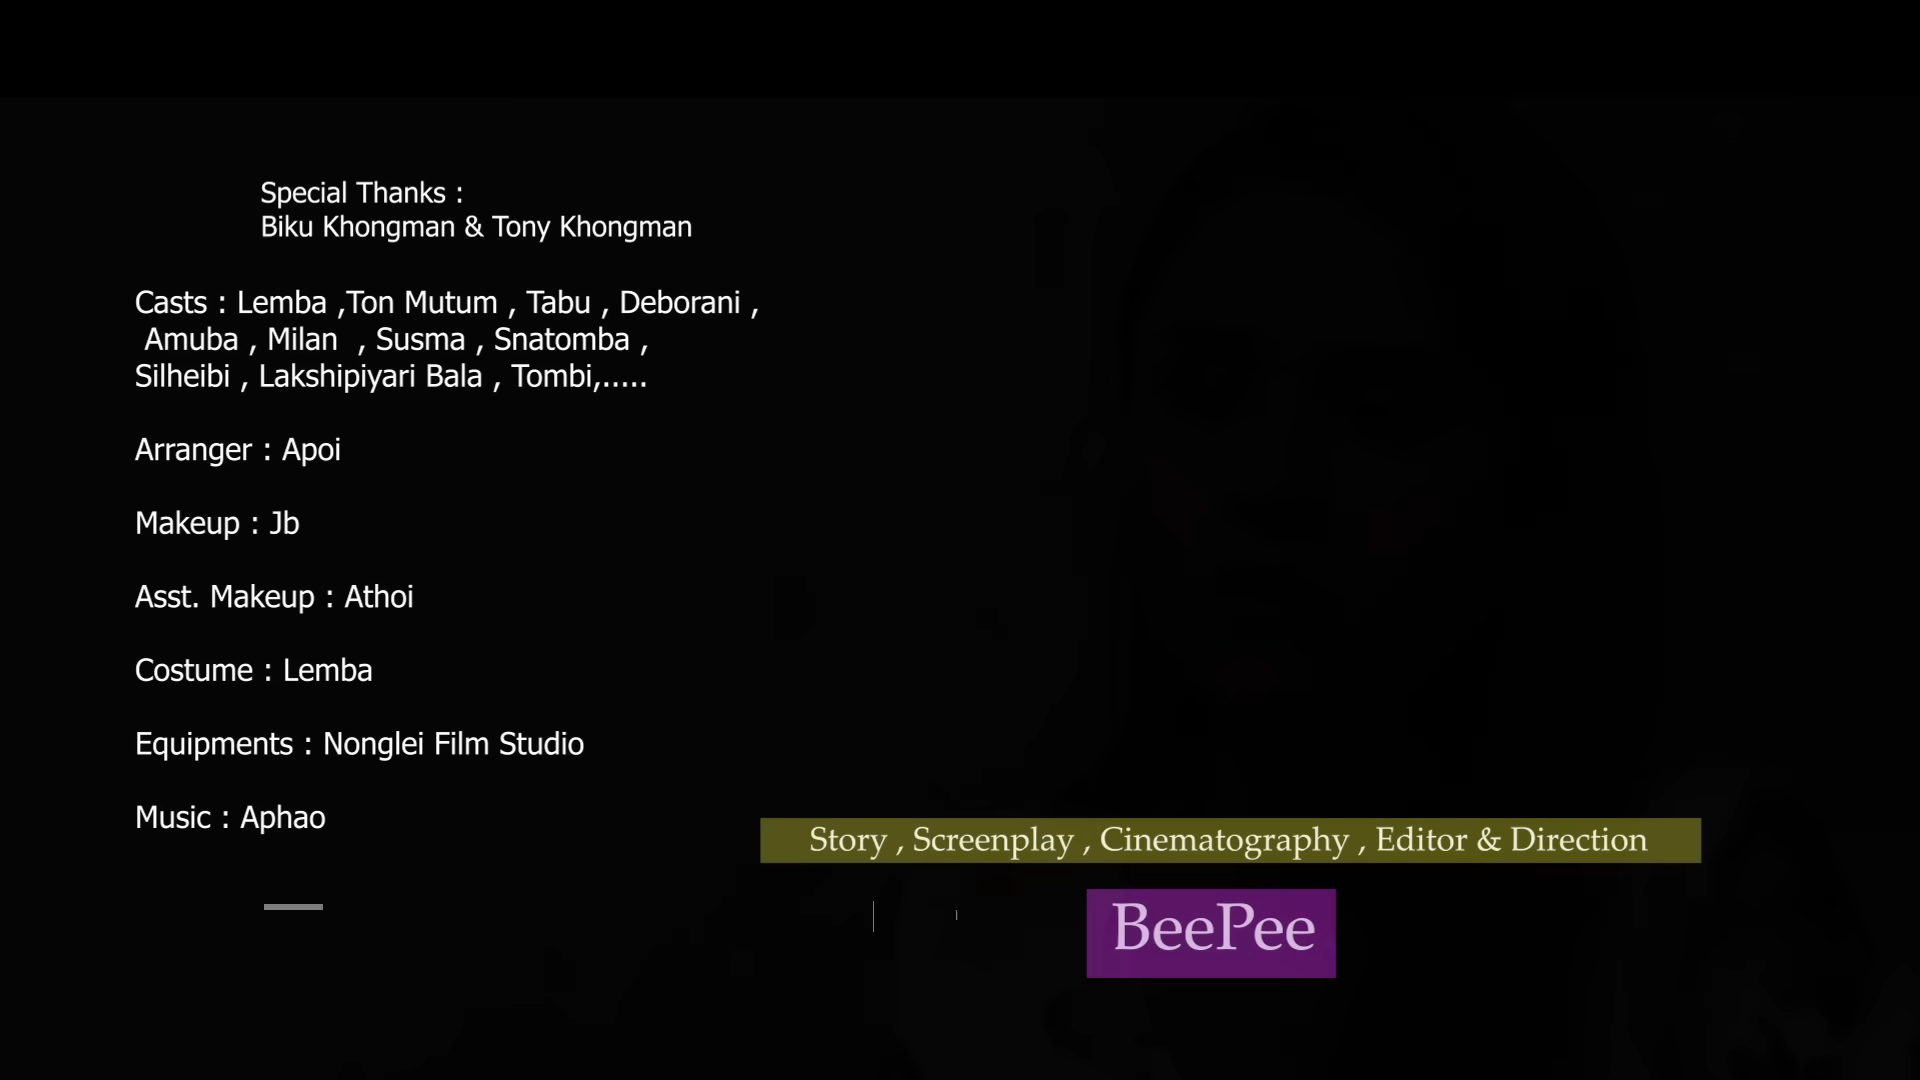 Special Thanks :
Biku Khongman & Tony Khongman
Casts : Lemba ,Ton Mutum , Tabu , Deborani ,
Amuba , Milan  , Susma , Snatomba ,
Silheibi , Lakshipiyari Bala , Tombi,.....
Arranger : Apoi
Makeup : Jb
Asst. Makeup : Athoi
Costume : Lemba
Equipments : Nonglei Film Studio
Music : Aphao
Story , Screenplay , Cinematography , Editor & Direction
BeePee